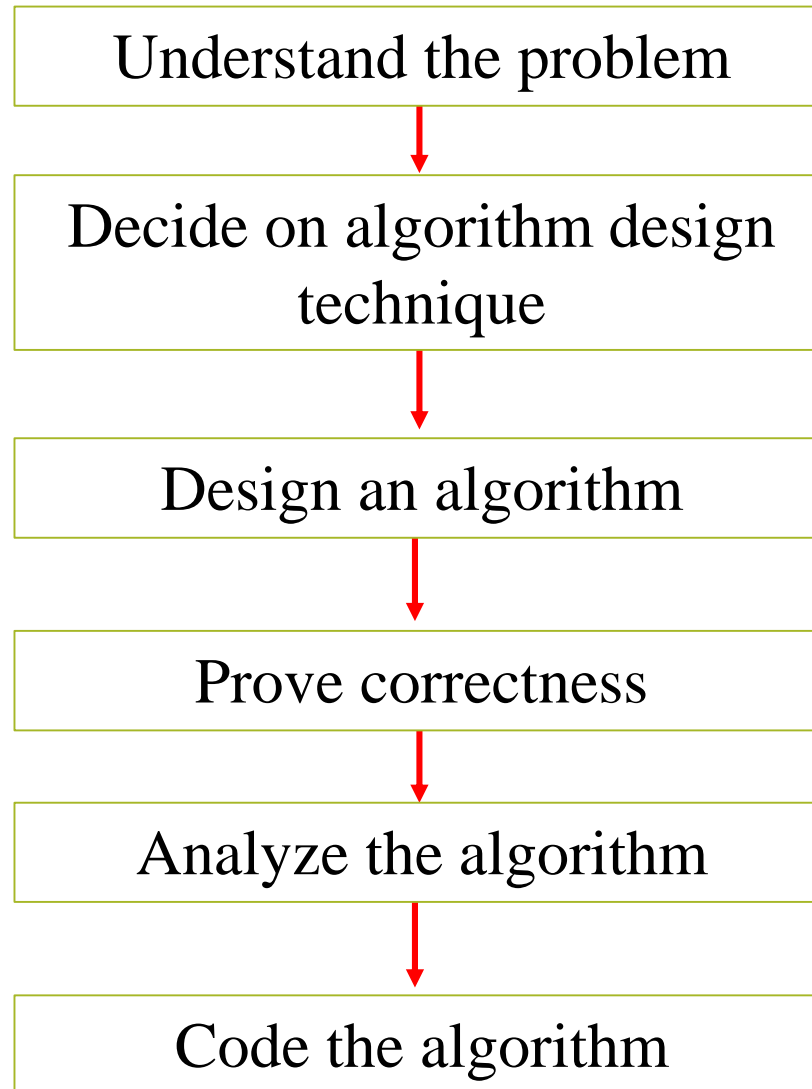 Understand the problem
Decide on algorithm design
technique
Design an algorithm
Prove correctness
Analyze the algorithm
Code the algorithm